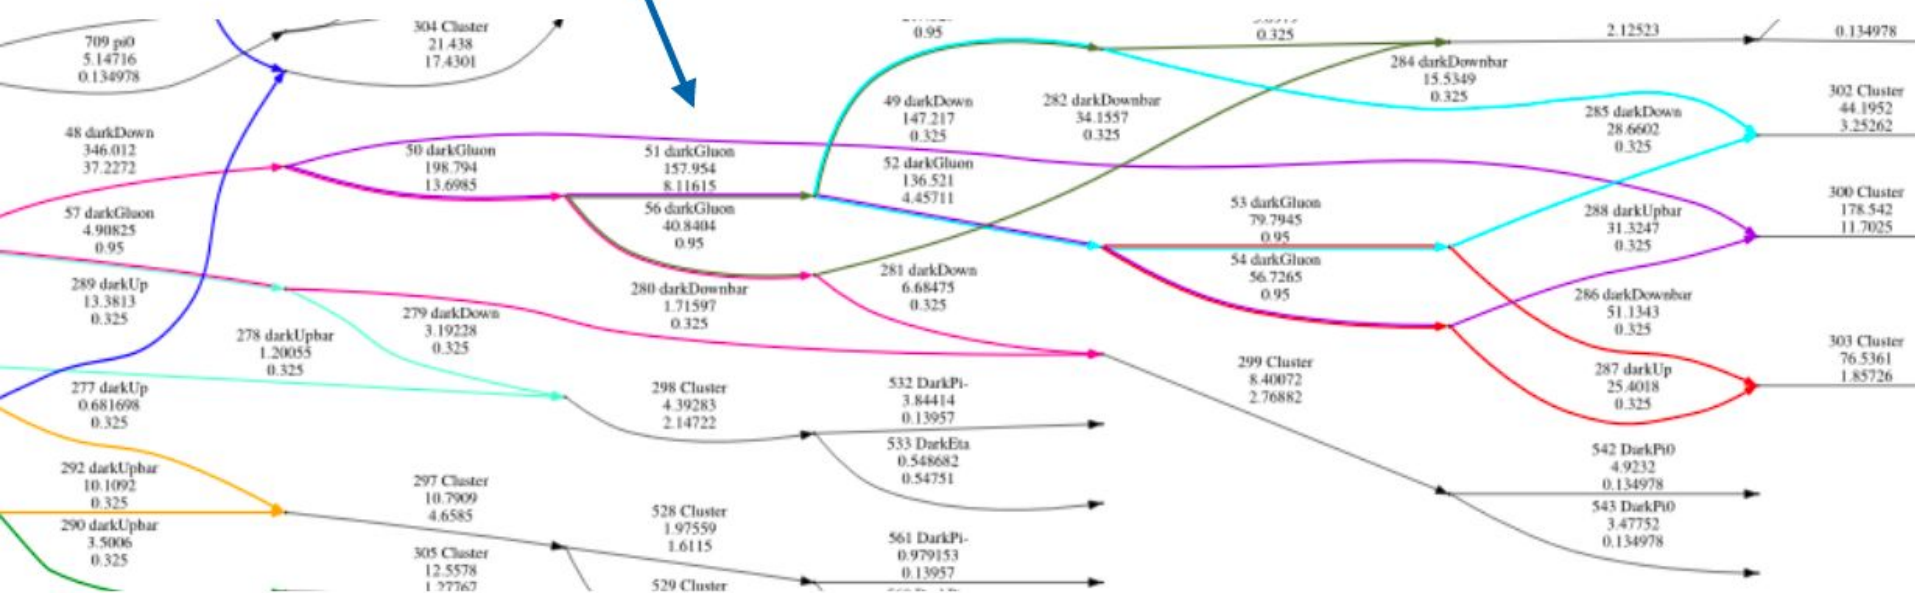 709 pi0
5.14716
0.134978
304 Cluster
21.438
17.4301
0.95
0.325
2.12523
0.134978
284 darkDownbar
15.5349
0.325
48 darkDown
346.012
37.2272
50 darkGluon
198.794
13.6985
51 darkGluon
157.954
8.11615
49 darkDown
147.217
0.325
282 darkDownbar
34.1557
0.325
285 darkDown
28.6602
0.325
302 Cluster
44.1952
3.25262
52 darkGluon
136.521
4.45711
57 darkGluon
4.90825
0.95
56 darkGluon
40.8404
0.95
53 darkGluon
79.7945
0.95
288 darkUpbar
31.3247
0.325
300 Cluster
178.542
11.7025
289 darkUp
13.3813
0.325
280 darkDownbar
1.71597
0.325
281 darkDown
6.68475
0.325
54 darkGluon
56.7265
0.95
286 darkDownbar
51.1343
0.325
278 darkUpbar
1.20055
0.325
279 darkDown
3.19228
0.325
299 Cluster
8.40072
2.76882
287 darkUp
25.4018
0.325
303 Cluster
76.5361
1.85726
277 darkUp
0.681698
0.325
298 Cluster
4.39283
2.14722
532 DarkPi-
3.84414
0.13957
533 DarkEta
0.548682
0.54751
292 darkUpbar
10.1092
0.325
297 Cluster
10.7909
4.6585
528 Cluster
1.97559
1.6115
542 DarkPi0
4.9232
0.134978
290 darkUpbar
3.5006
0.325
305 Cluster
12.5578
1.27767
529 Cluster
561 DarkPi-
0.979153
0.13957
543 DarkPi0
3.47752
0.134978